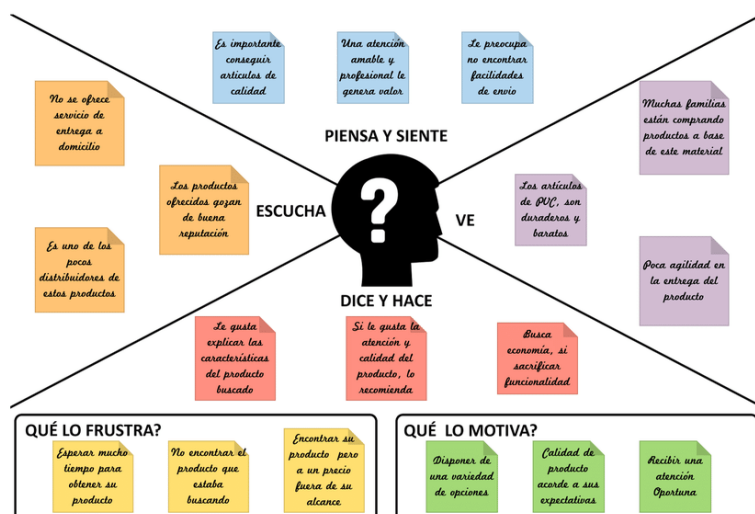 Es importante
conseguir
artículos de
calidad
Una atención
amable y
profesional le
genera valor
Le preocupa
no encontrar
facilidades
de envio
PIENSA Y SIENTE
No se ofrece
servicio de
entrega a
domicilio
Los productos
ofrecidos gozan
de buena
reputación
Es uno de los
pocos
distribuidores de
estos productos
ESCUCHA
?
VE
Muchas familias
están comprando
productos a base
de este material
Los artículos
de PVC, son
duraderos y
baratos
Poca agilidad en
la entrega del
producto
DICE Y HACE
Le gusta
explicar las
características
del producto
buscado
Si le gusta la
atención y
calidad del
producto, lo
recomienda
Busca
economía, si
sacrificar
funcionalidad
QUÉ LO FRUSTRA?
Esperar mucho
tiempo para
obtener su
producto
No encontrar el
producto que
estaba
buscando
Encontrar su
producto pero
a un precio
fuera de su
alcance
QUÉ LO MOTIVA?
Disponer de
una variedad
de opciones
Calidad de
producto
acorde a sus
expectativas
Recibir una
atención
Oportuna